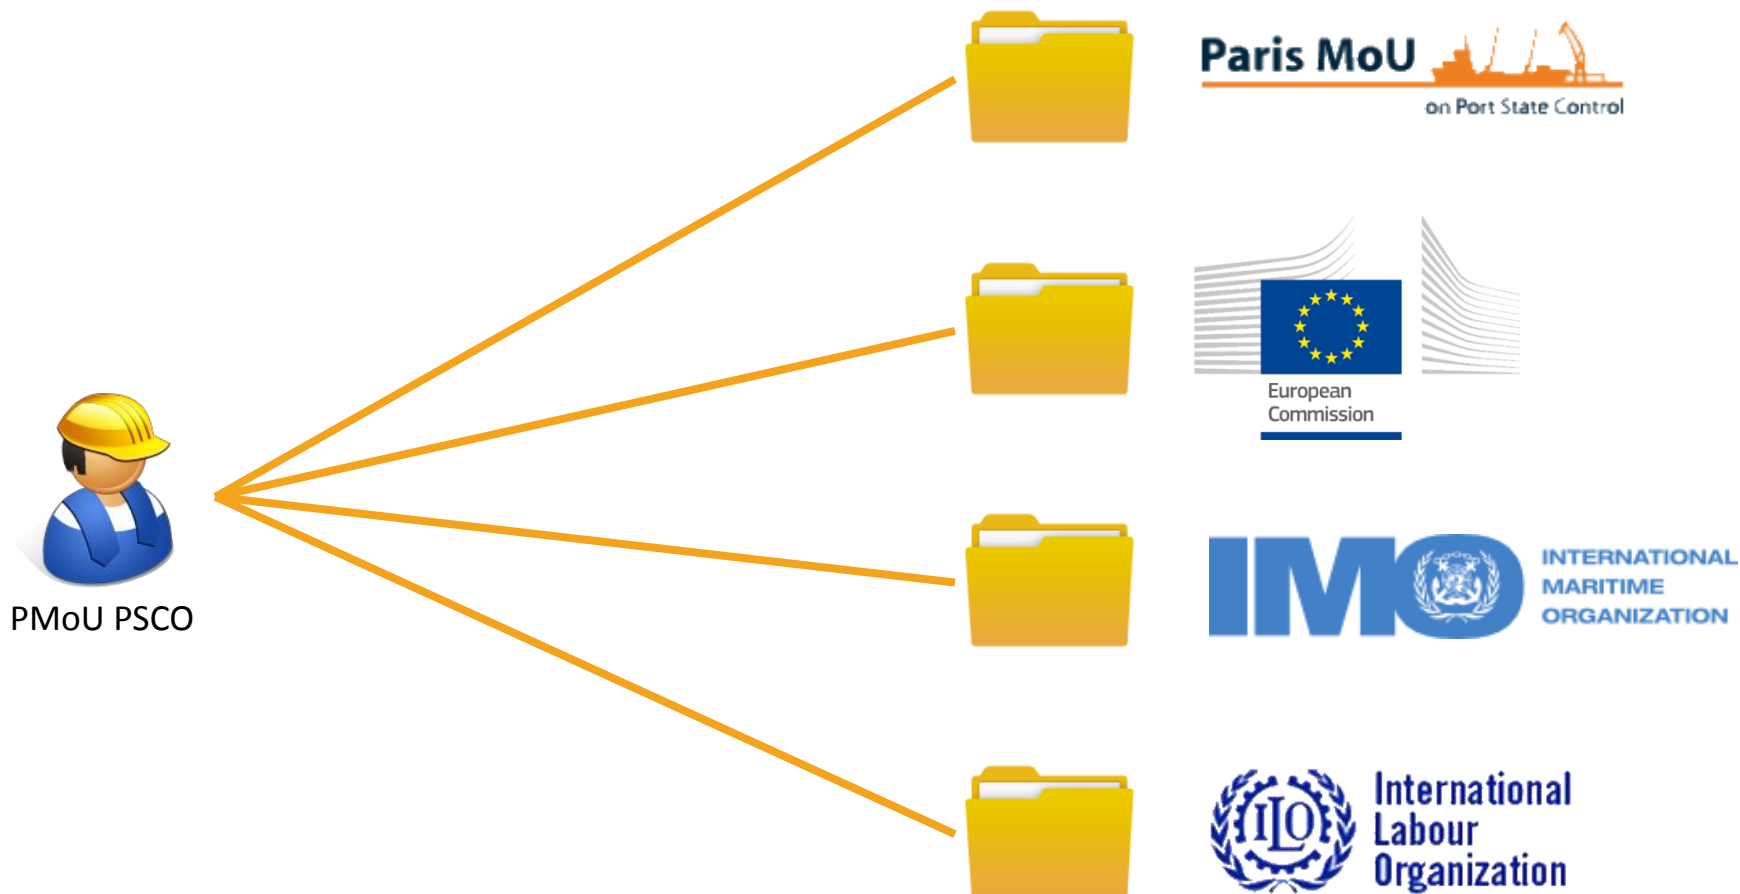 Paris MoU
on Port State Control
European
Commission
PMoU PSCO
IMO
INTERNATIONAL
MARITIME
ORGANIZATION
ILO
International
Labour
Organization